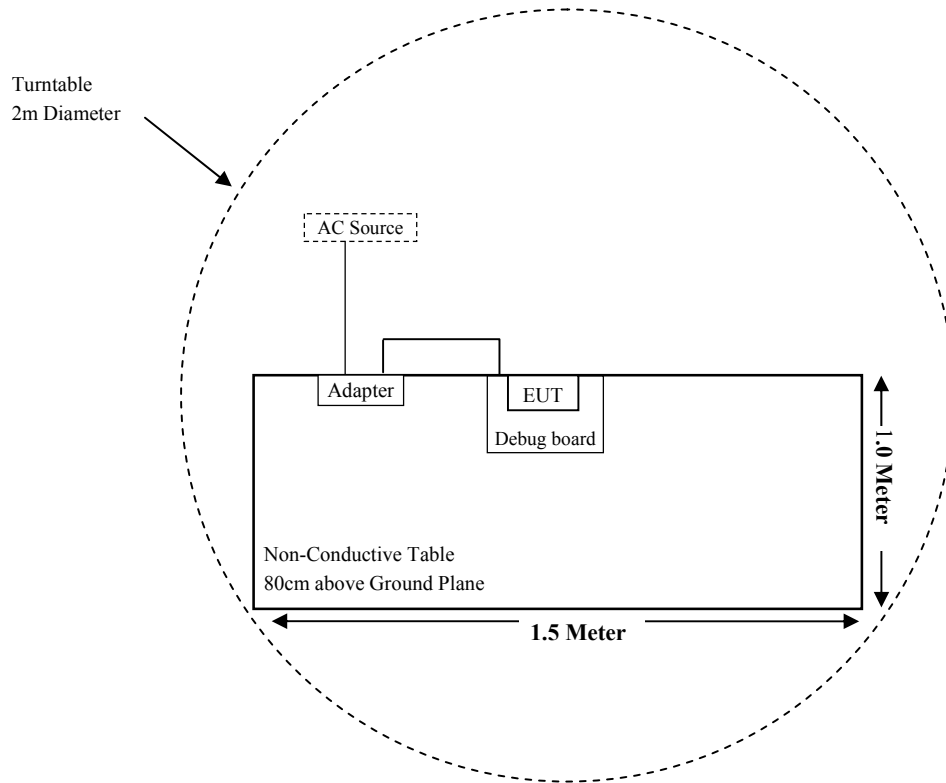 Turntable
2m Diameter
AC Source
Adapter
EUT
Debug board
1.0 Meter
Non-Conductive Table
80cm above Ground Plane
1.5 Meter